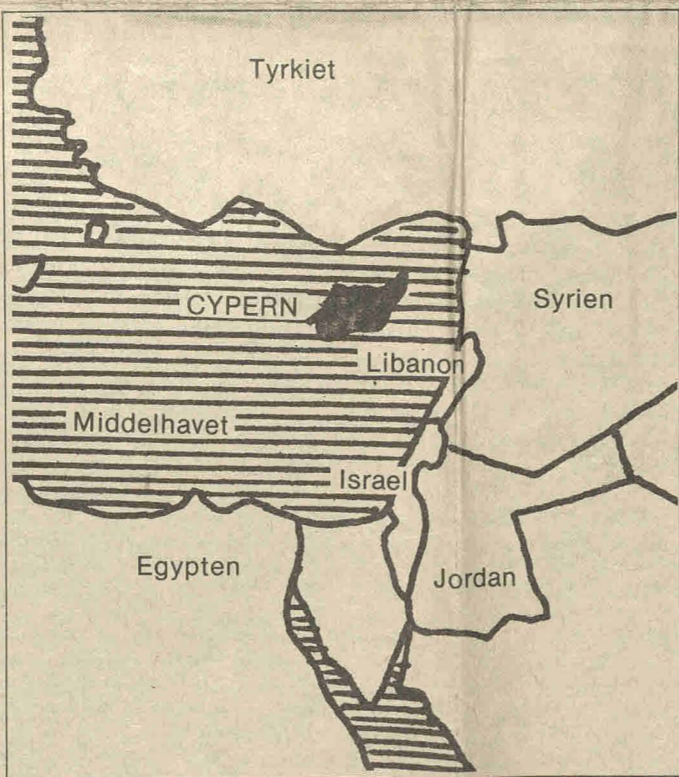 Tyrkiet
CYPERN
Syrien
Libanon
Middelhavet
Israel
Egypten
Jordan